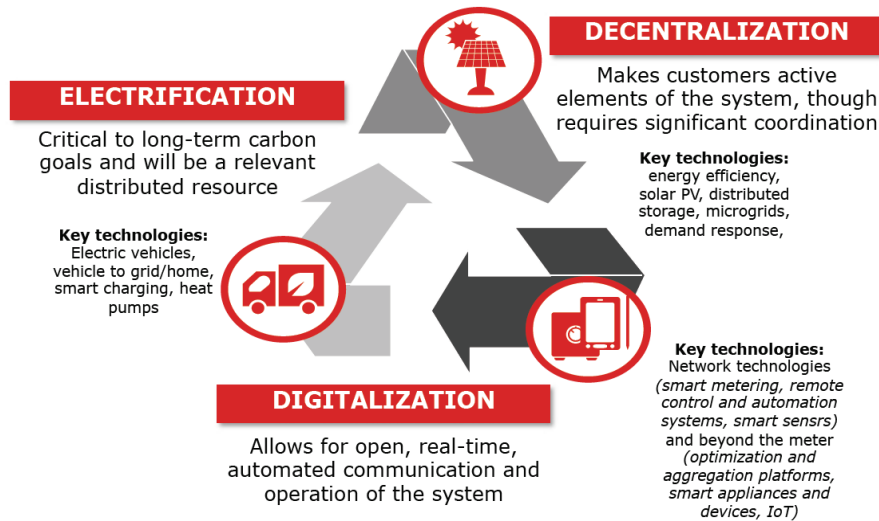 ELECTRIFICATION
Critical to long-term carbon
goals and will be a relevant
distributed resource
Key technologies:
Electric vehicles,
vehicle to grid/home,
smart charging, heat
pumps
DECENTRALIZATION
Makes customers active
elements of the system, though
requires significant coordination
Key technologies:
energy efficiency,
solar PV, distributed
storage, microgrids,
demand response,
DIGITALIZATION
Allows for open, real-time,
automated communication and
operation of the system
Key technologies:
Network technologies
(smart metering, remote
control and automation
systems, smart sensrs)
and beyond the meter
(optimization and
aggregation platforms,
smart appliances and
devices, IoT)